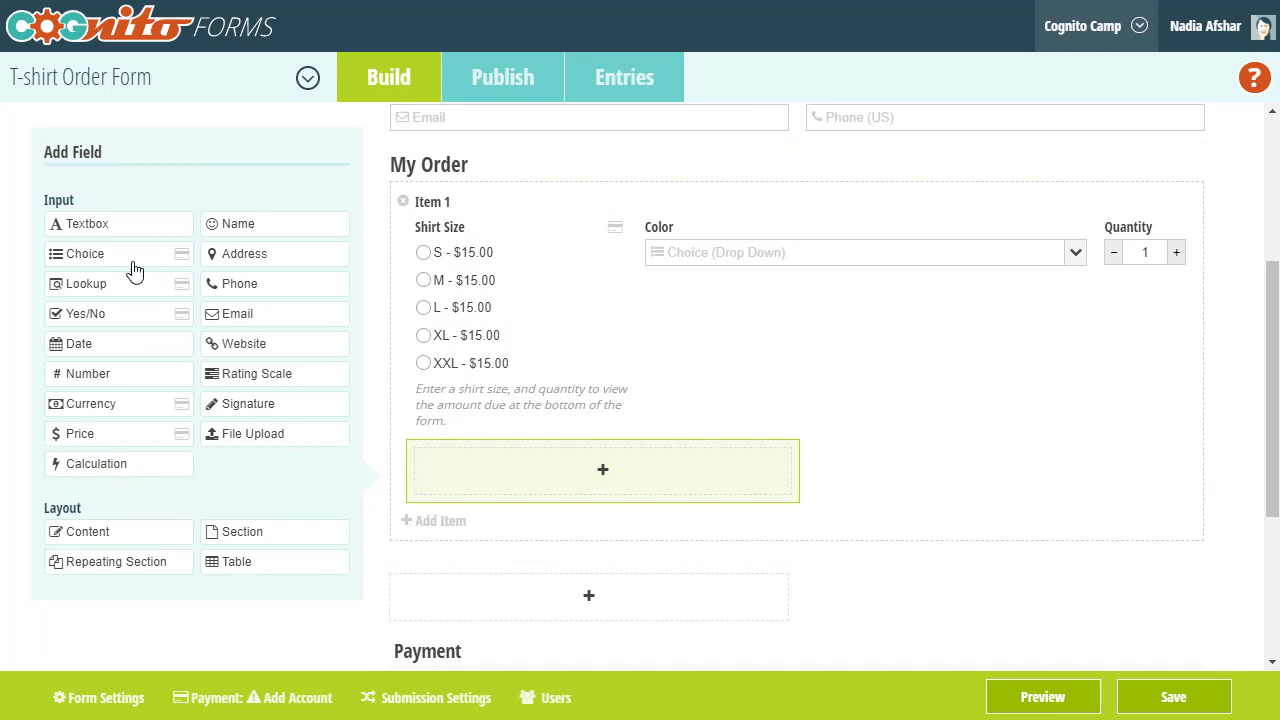 COGnito FORMS
Cognito Camp
Nadia Afshar
T-shirt Order Form
Build
Publish
Entries
?
Email
Phone (US)
Add Field
My Order
Item 1
Input
Shirt Size
Color
Quantity
Textbox
Name
S - $15.00
Choice (Drop Down)
- 1 +
Choice
Address
M - $15.00
Lookup
Phone
L - $15.00
Yes/No
Email
XL - $15.00
Date
Website
XXL - $15.00
# Number
Rating Scale
Enter a shirt size, and quantity to view
the amount due at the bottom of the
form.
Currency
Signature
$ Price
File Upload
Calculation
+
+ Add Item
Layout
Content
Section
Repeating Section
Table
+
Payment
Form Settings
Payment: Add Account
Submission Settings
Users
Preview
Save